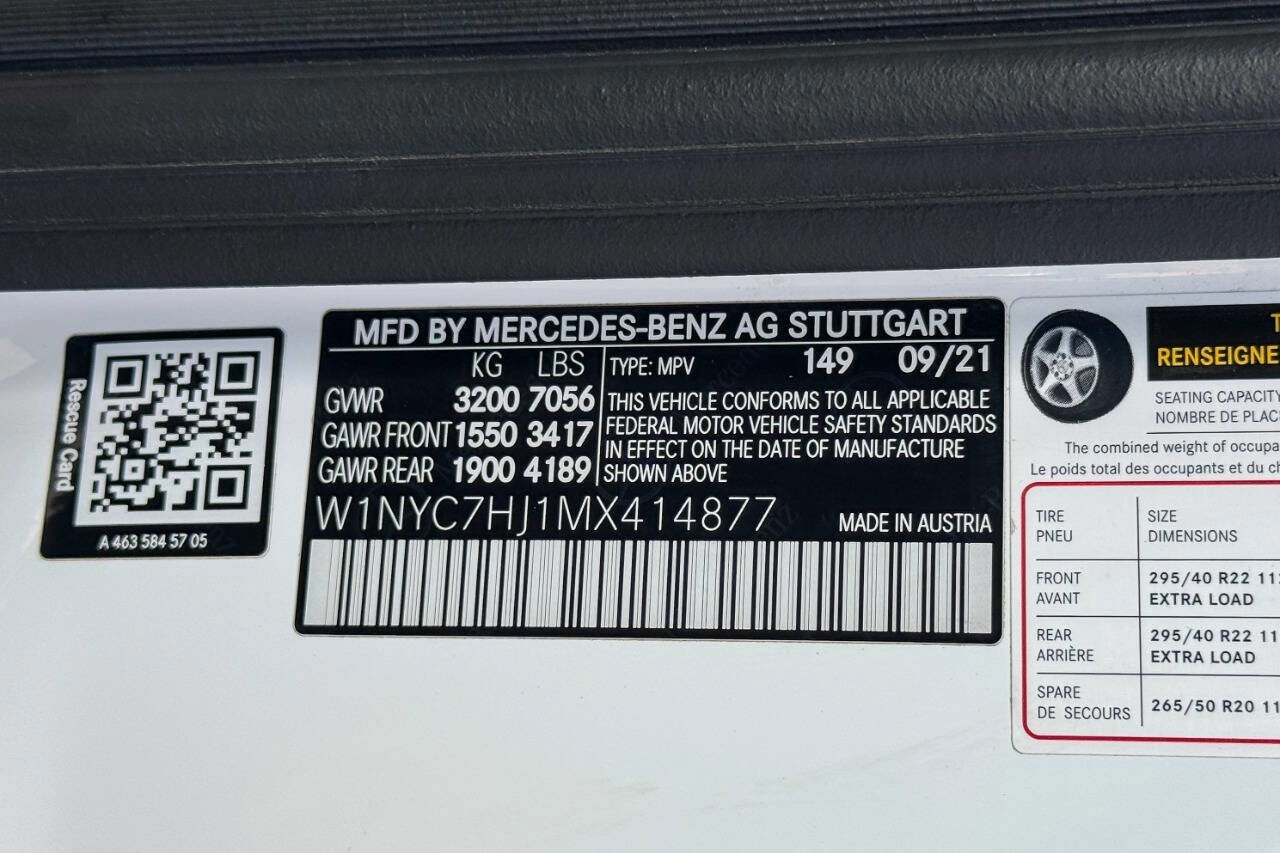 Rescue Card
A 463 584 57 05
MFD BY MERCEDES-BENZ AG STUTTGART
KG LBS
GVWR 3200 7056
GAWR FRONT 1550 3417
GAWR REAR 1900 4189
TYPE: MPV 149 09/21
THIS VEHICLE CONFORMS TO ALL APPLICABLE
FEDERAL MOTOR VEHICLE SAFETY STANDARDS
IN EFFECT ON THE DATE OF MANUFACTURE
SHOWN ABOVE
W1NYC7HJ1MX414877
MADE IN AUSTRIA
RENSEIGNE
SEATING CAPACITY
NOMBRE DE PLAC
The combined weight of occupa
Le poids total des occupants et du ch
TIRE SIZE
PNEU DIMENSIONS
FRONT 295/40 R22 11
AVANT EXTRA LOAD
REAR 295/40 R22 11
ARRIÈRE EXTRA LOAD
SPARE
DE SECOURS 265/50 R20 11